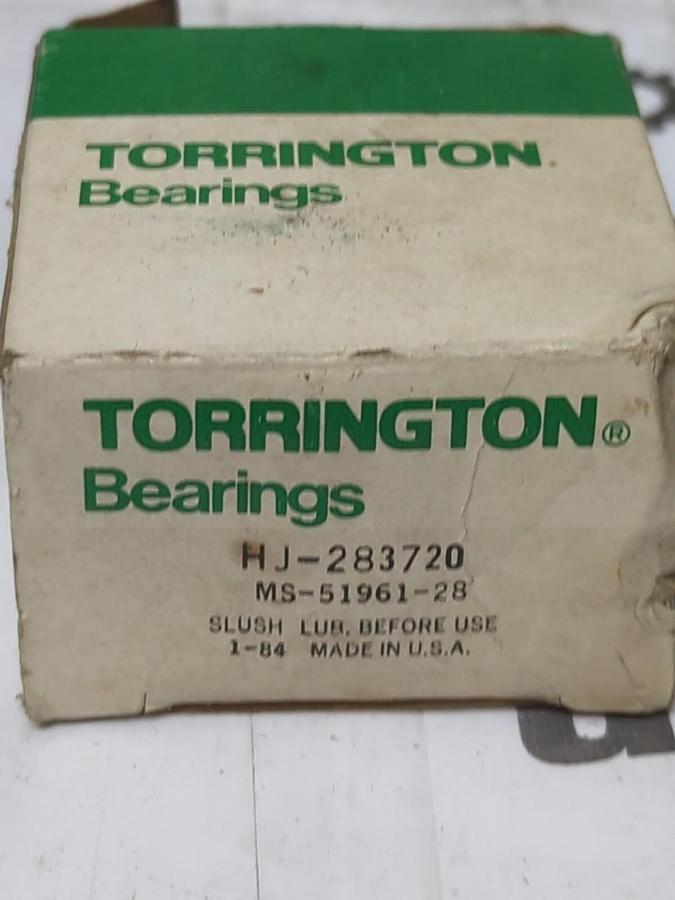 TORRINGTON
Bearings
TORRINGTON®
Bearings
HJ-283720
MS-51961-28
SLUSH LUB. BEFORE USE
1-84 MADE IN U.S.A.